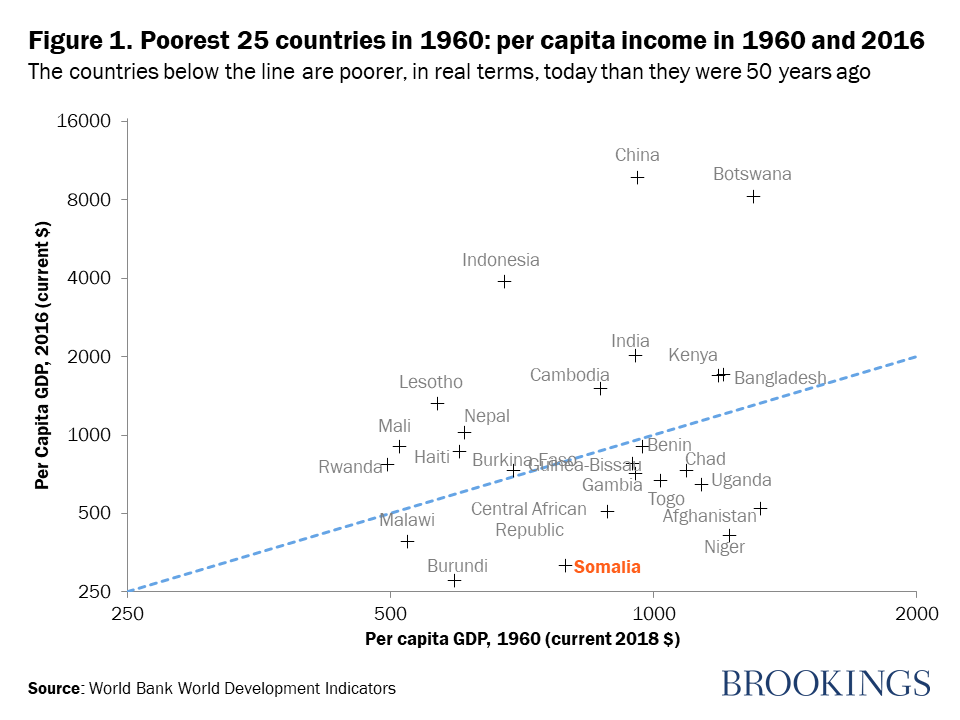 Figure 1. Poorest 25 countries in 1960: per capita income in 1960 and 2016
The countries below the line are poorer, in real terms, today than they were 50 years ago
16000
8000
4000
2000
1000
500
250
Per Capita GDP, 2016 (current $)
China
Botswana
Indonesia
India
Kenya
Cambodia
Bangladesh
Lesotho
Nepal
Mali
Benin
Haiti
Burkina Faso
Guinea-Bissau
Chad
Rwanda
Gambia
Uganda
Togo
Central African
Republic
Malawi
Afghanistan
Niger
Burundi
Somalia
250
500
1000
2000
Per capita GDP, 1960 (current 2018 $)
Source: World Bank World Development Indicators
BROOKINGS